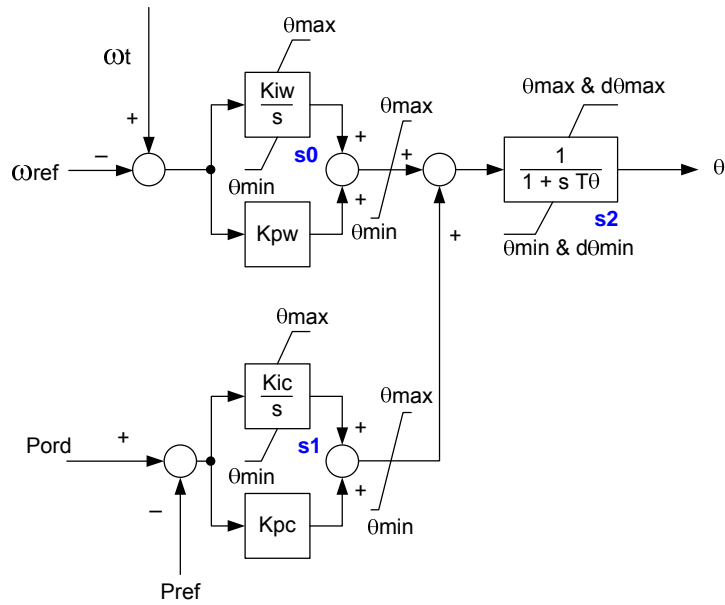 θmax
ωt
Kiw
s
θmax
θmax & dθmax
+
+
+
s0
1
1 + s Tθ
θ
ωref
−
θmin
+
Kpw
θmin
+
s2
θmin & dθmin
θmax
Kic
s
θmax
+
s1
Pord
+
θmin
+
−
Kpc
θmin
Pref